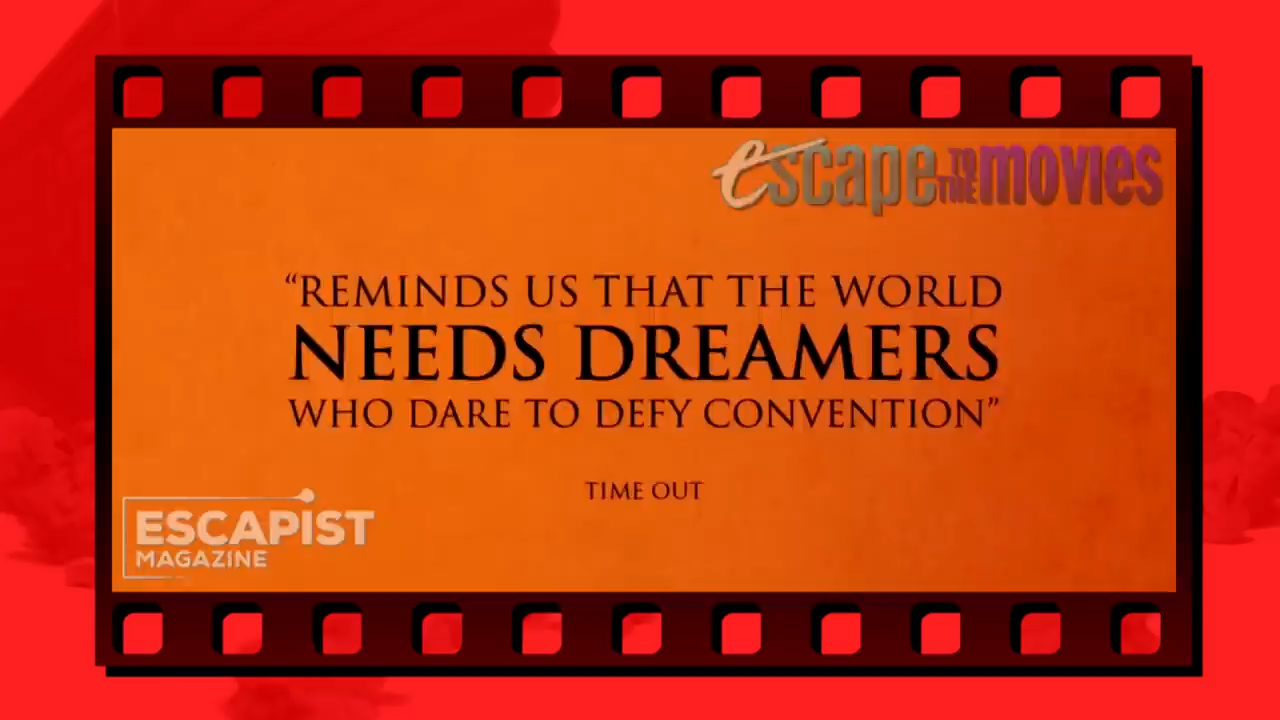 escape TO THE movies
“REMINDS US THAT THE WORLD
NEEDS DREAMERS
WHO DARE TO DEFY CONVENTION”
TIME OUT
ESCAPIST
MAGAZINE